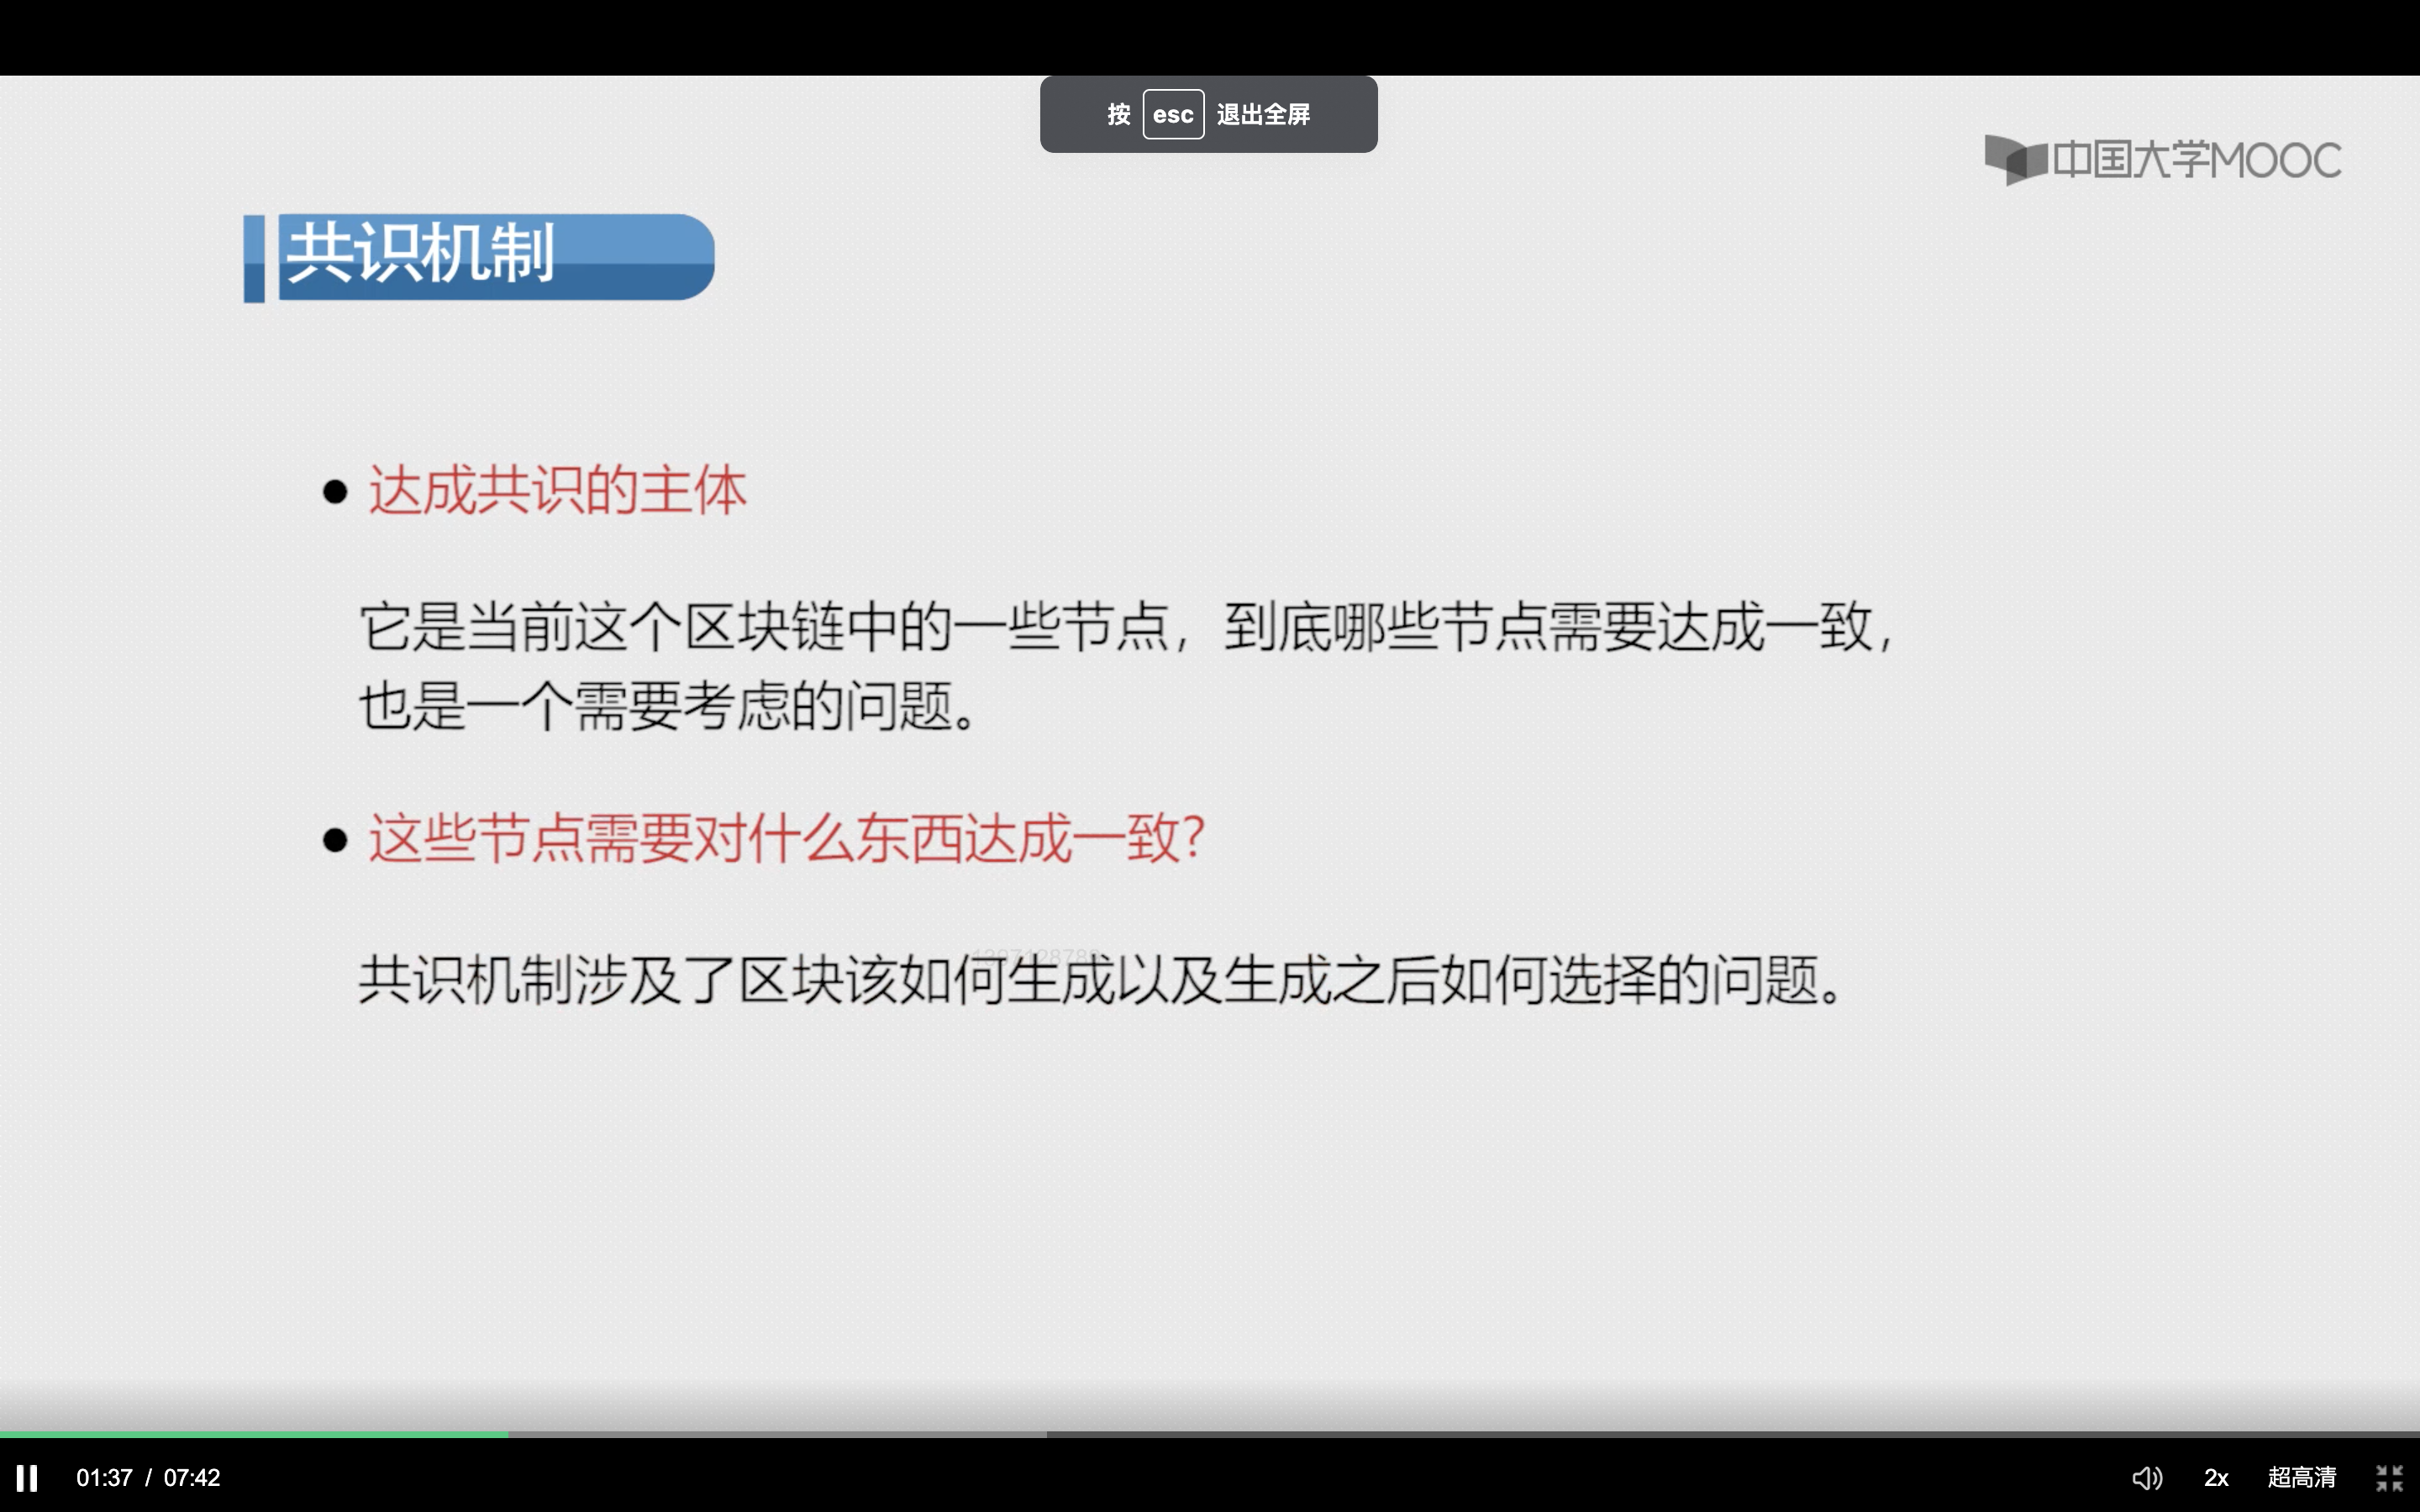 按 esc 退出全屏
中国大学MOOC
共识机制
● 达成共识的主体
它是当前这个区块链中的一些节点，到底哪些节点需要达成一致，
也是一个需要考虑的问题。
● 这些节点需要对什么东西达成一致？
共识机制涉及了区块该如何生成以及生成之后如何选择的问题。
01:37 / 07:42
2x
超高清